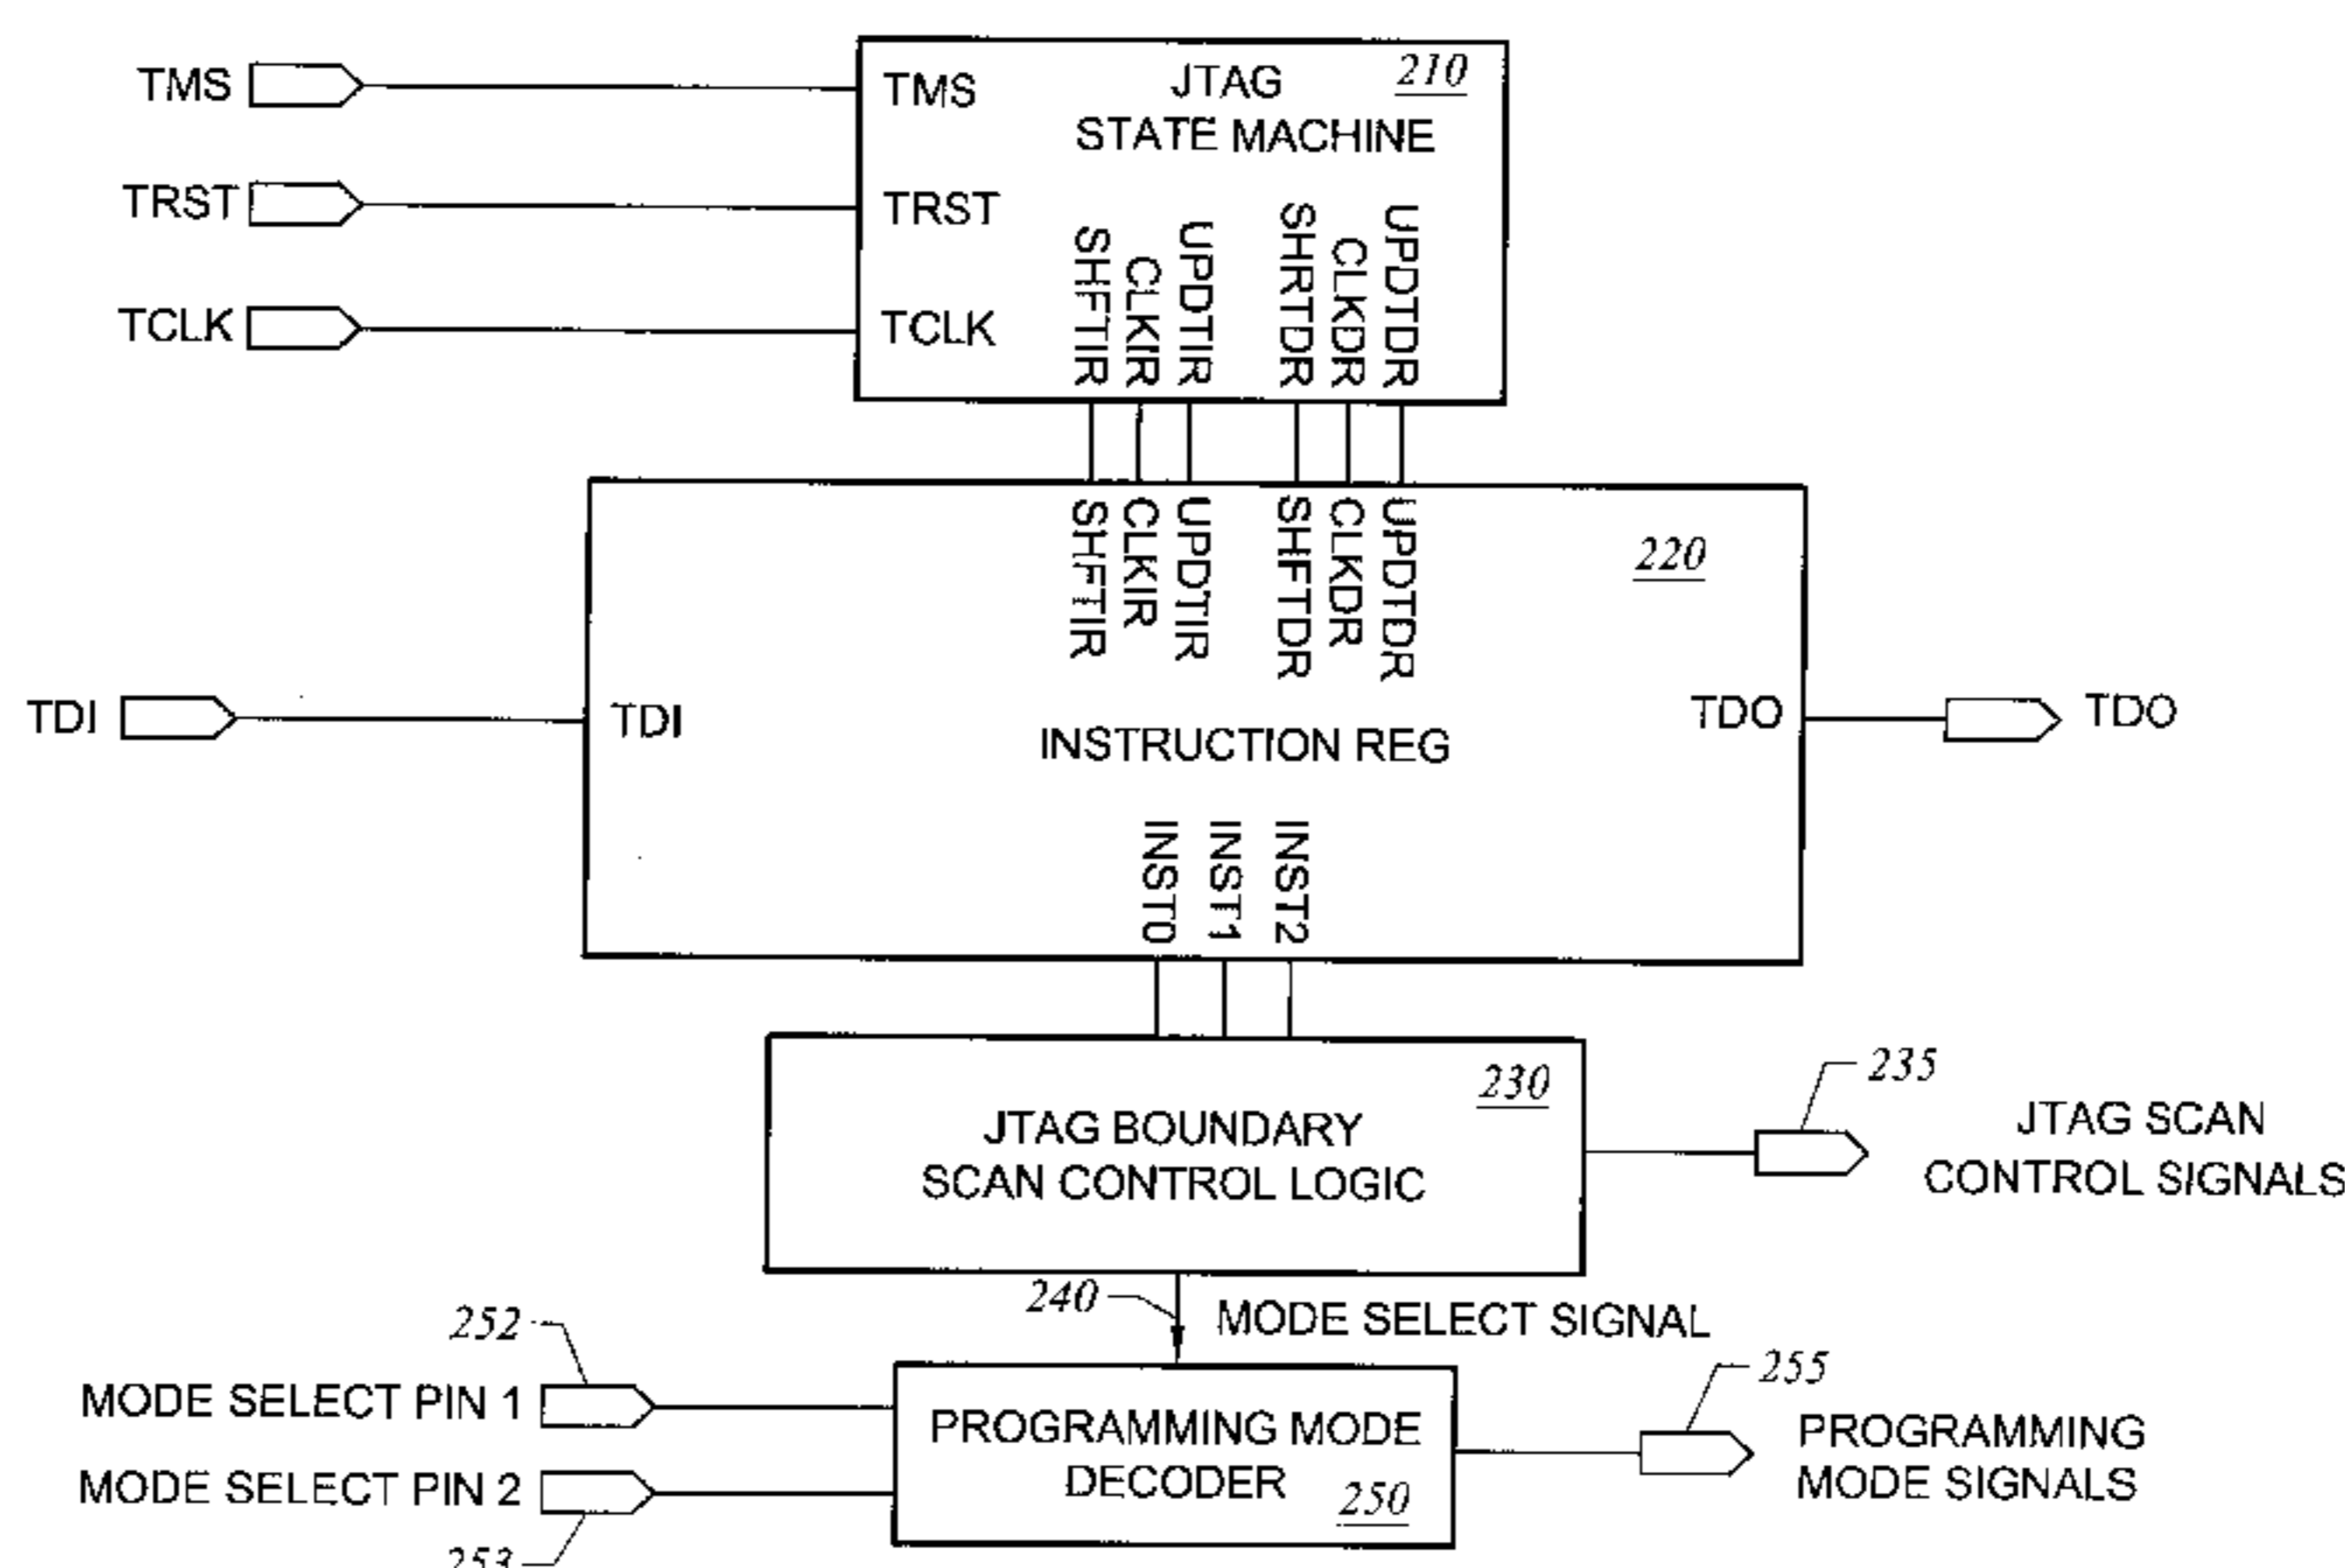 TMS
TMS
JTAG
210
STATE MACHINE
TRST
TRST
TCLK
TCLK
SHFTIR
CLKIR
UPDTIR
SHRTDR
CLKDR
UPDTDR
SHFTIR
CLKIR
UPDTIR
SHFTDR
CLKDR
UPDTDR
220
TDI
TDI
INSTRUCTION REG
TDO
TDO
INST0
INST1
INST2
230
JTAG BOUNDARY
SCAN CONTROL LOGIC
235
JTAG SCAN
CONTROL SIGNALS
240
MODE SELECT SIGNAL
252
MODE SELECT PIN 1
MODE SELECT PIN 2
253
PROGRAMMING MODE
DECODER
250
255
PROGRAMMING
MODE SIGNALS